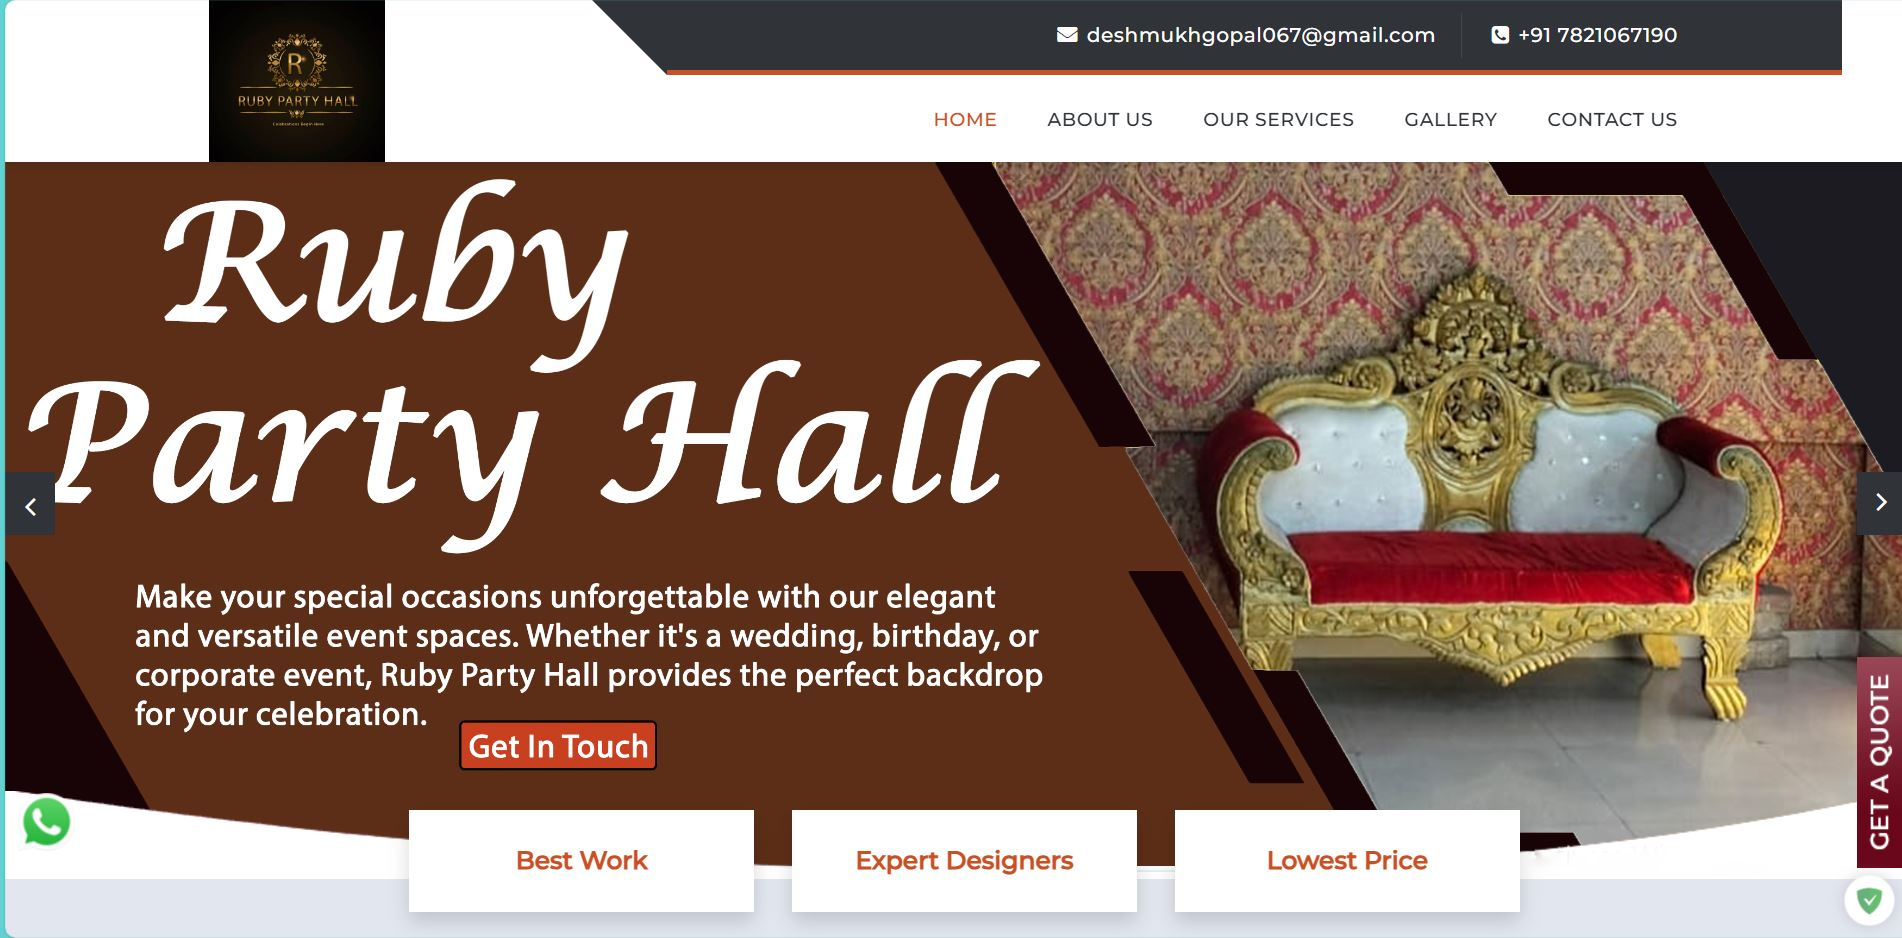 R
RUBY PARTY HALL
Celebrations Begin Here
deshmukhgopal067@gmail.com
+91 7821067190
HOME
ABOUT US
OUR SERVICES
GALLERY
CONTACT US
Ruby
Party Hall
Make your special occasions unforgettable with our elegant
and versatile event spaces. Whether it's a wedding, birthday, or
corporate event, Ruby Party Hall provides the perfect backdrop
for your celebration.
Get In Touch
GET A QUOTE
Best Work
Expert Designers
Lowest Price